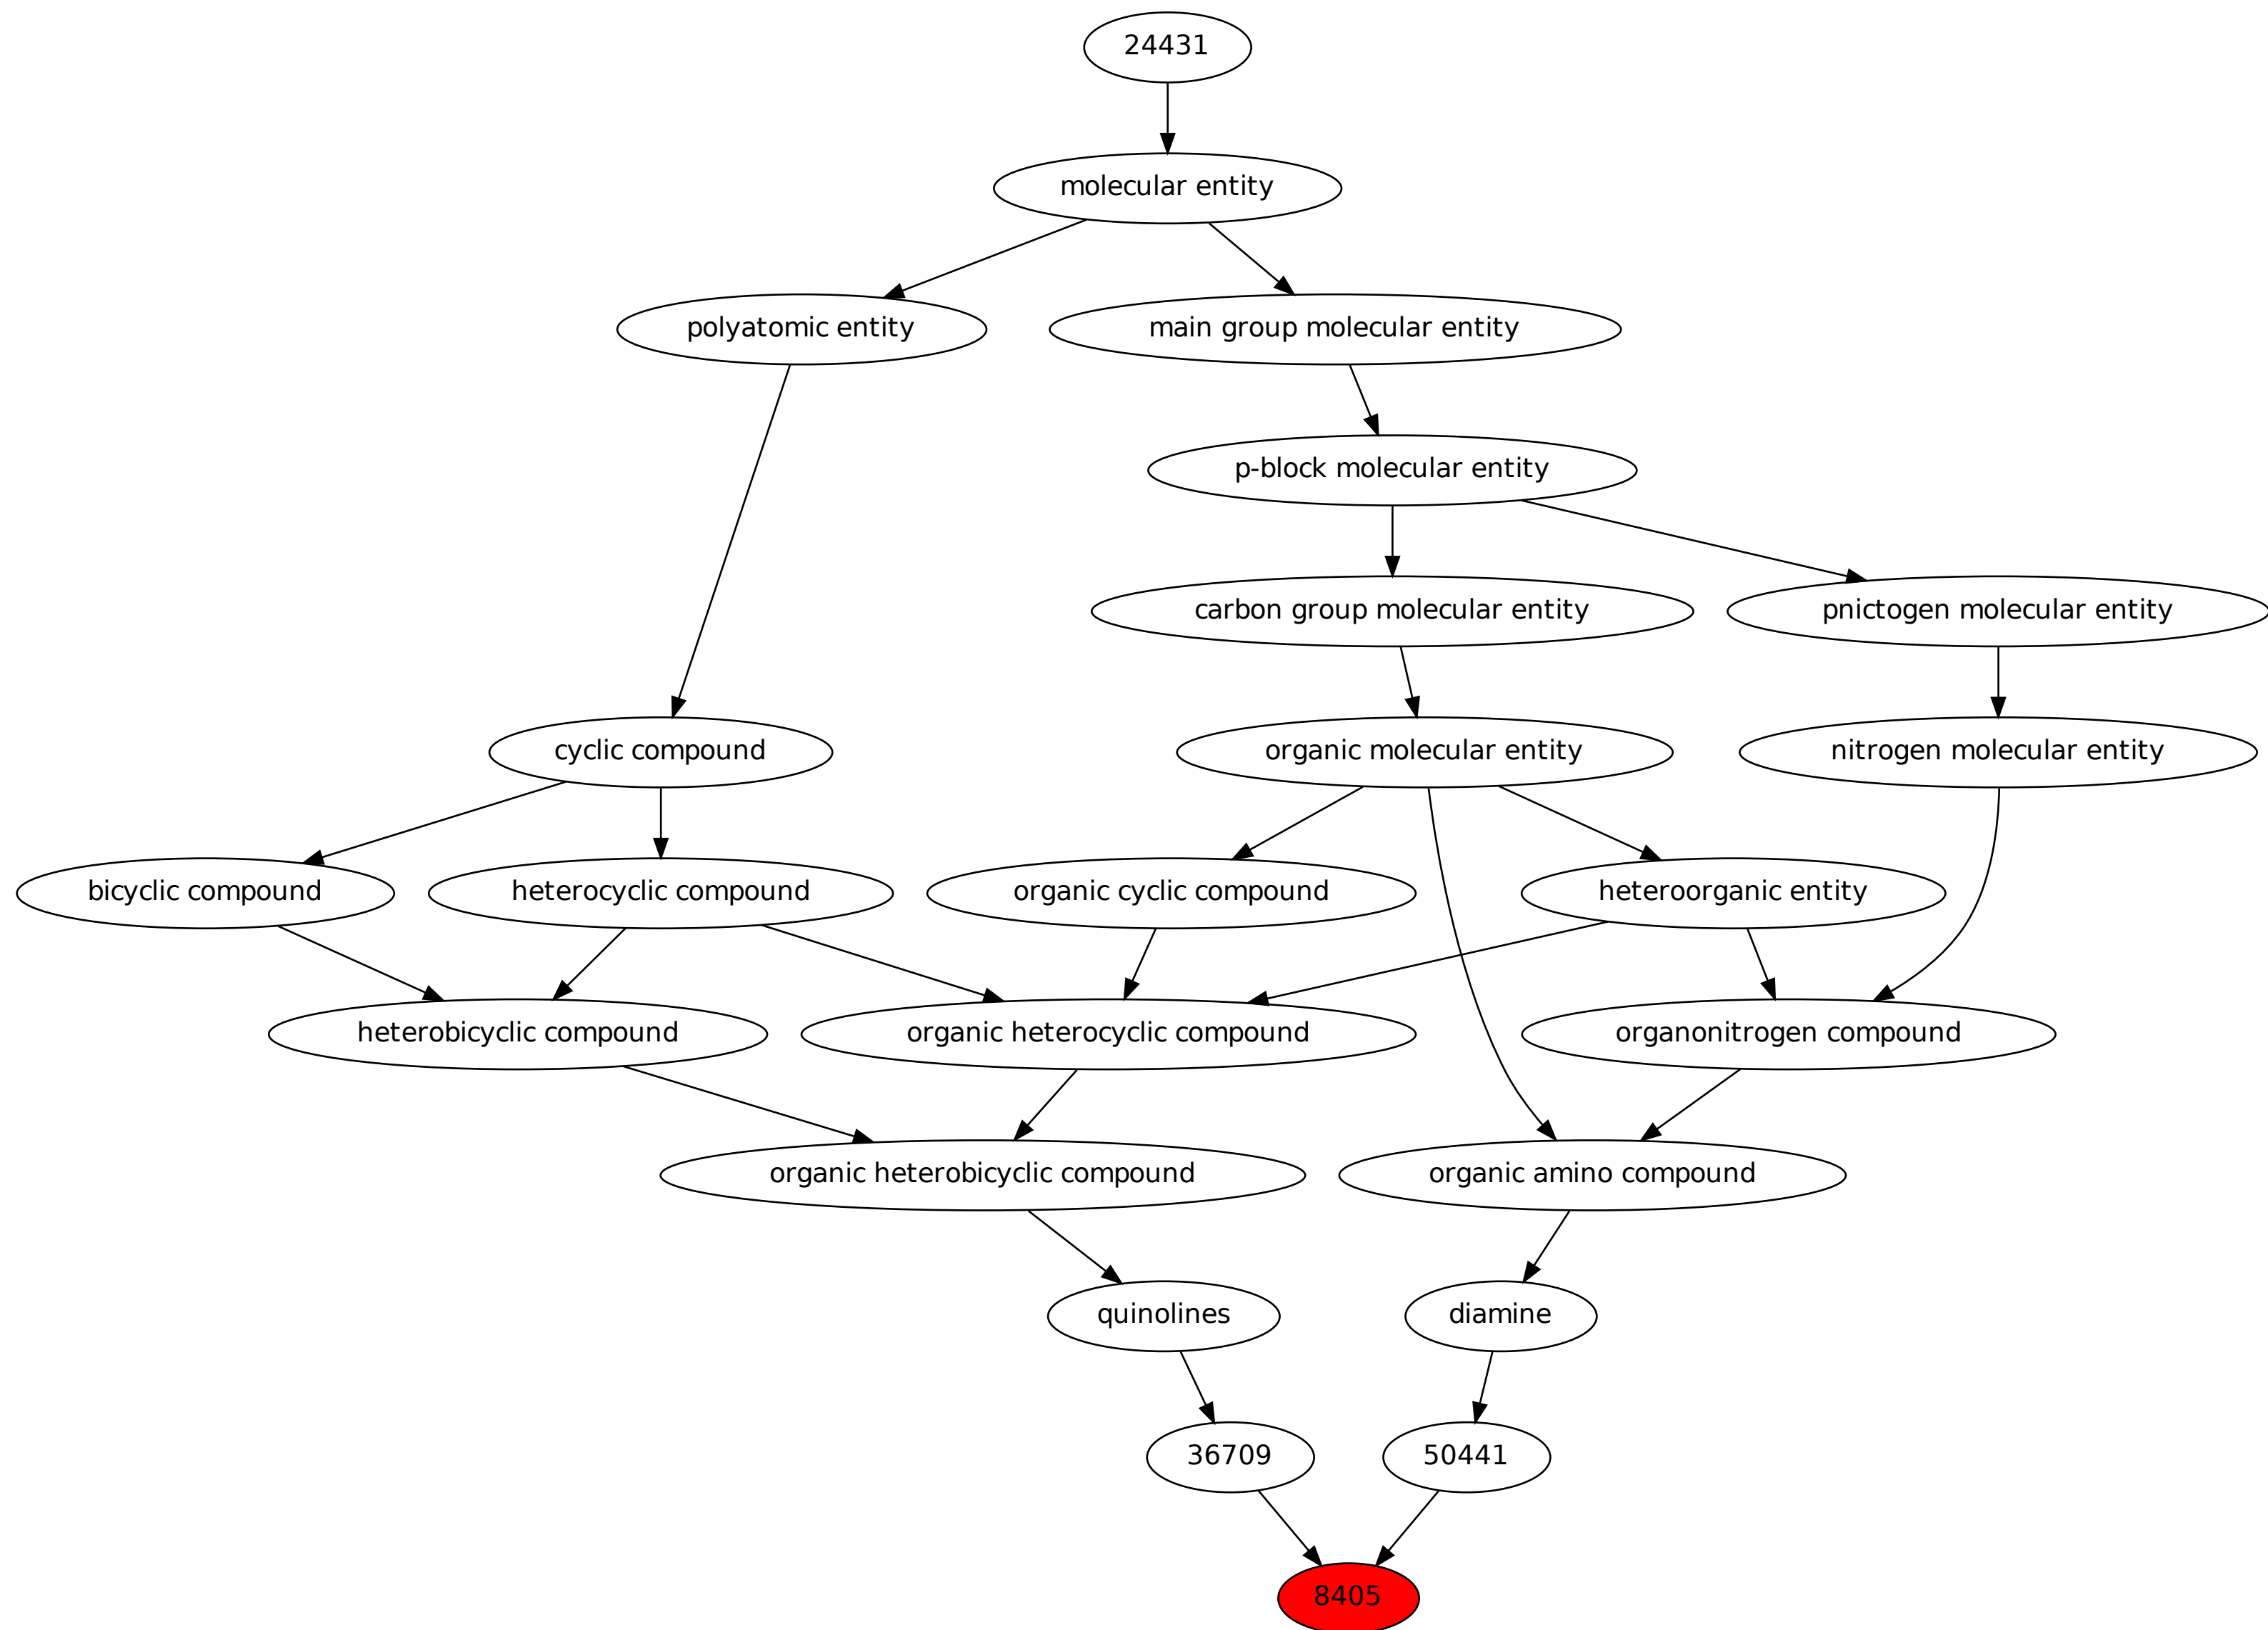 24431
molecular entity
polyatomic entity
main group molecular entity
p-block molecular entity
carbon group molecular entity
pnictogen molecular entity
cyclic compound
organic molecular entity
nitrogen molecular entity
bicyclic compound
heterocyclic compound
organic cyclic compound
heteroorganic entity
heterobicyclic compound
organic heterocyclic compound
organonitrogen compound
organic heterobicyclic compound
organic amino compound
quinolines
diamine
36709
50441
8405